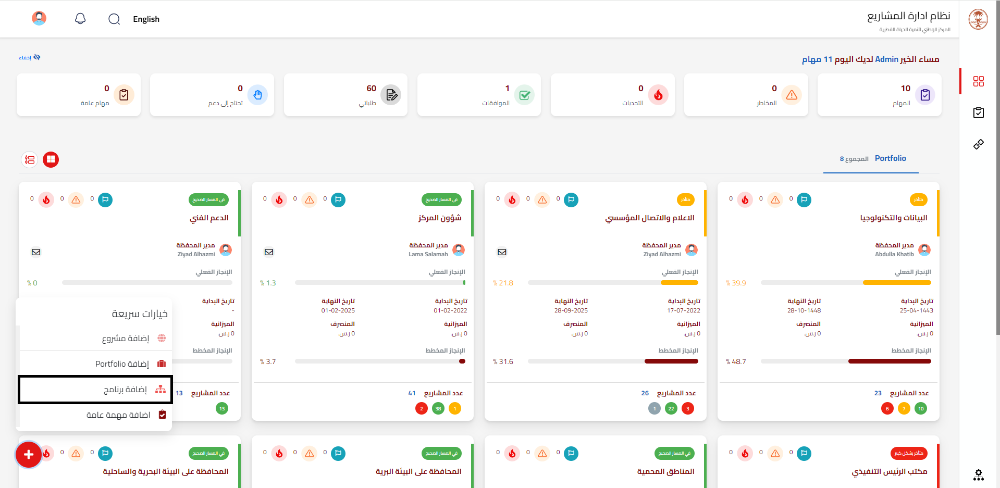 نظام ادارة المشاريع
المركز الوطني لتنمية الحياة الفطرية
English
مساء الخير Admin لديك اليوم 11 مهام
إخفاء
10
المهام
0
المخاطر
0
التحديات
1
الموافقات
60
طلباتي
0
تحتاج إلى دعم
0
مهام عامة
Portfolio المجموع 8
متأخر 0 0 0
البيانات والتكنولوجيا
مدير المحفظة
Abdulla Khatib
الإنجاز الفعلي
% 39.9
تاريخ البداية تاريخ النهاية
25-04-1443 28-10-1448
الميزانية المنصرف
0 ر.س. 0 ر.س.
الإنجاز المخطط
% 48.7
عدد المشاريع 23
10 7 6
متأخر 0 0 0
الاعلام والاتصال المؤسسي
مدير المحفظة
Ziyad Alhazmi
الإنجاز الفعلي
% 21.8
تاريخ البداية تاريخ النهاية
17-07-2022 28-09-2025
الميزانية المنصرف
0 ر.س. 0 ر.س.
الإنجاز المخطط
% 31.6
عدد المشاريع 26
3 22 1
في المسار الصحيح 0 0 0
شؤون المركز
مدير المحفظة
Lama Salamah
الإنجاز الفعلي
% 1.3
تاريخ البداية تاريخ النهاية
01-02-2022 01-02-2025
الميزانية المنصرف
0 ر.س. 0 ر.س.
الإنجاز المخطط
% 3.7
عدد المشاريع 41
1 38 2
في المسار الصحيح 0 0 0
الدعم الفني
مدير المحفظة
Ziyad Alhazmi
الإنجاز الفعلي
% 0
تاريخ البداية
-
الميزانية
0 ر.س.
الإنجاز المخطط
عدد المشاريع 13
13
خيارات سريعة
إضافة مشروع
إضافة Portfolio
إضافة برنامج
اضافة مهمة عامة
متأخر بشكل كبير 0 0 0
مكتب الرئيس التنفيذي
في المسار الصحيح 0 0 0
المناطق المحمية
في المسار الصحيح 0 0 0
المحافظة على البيئة البرية
في المسار الصحيح 0 0
المحافظة على البيئة البحرية والساحلية